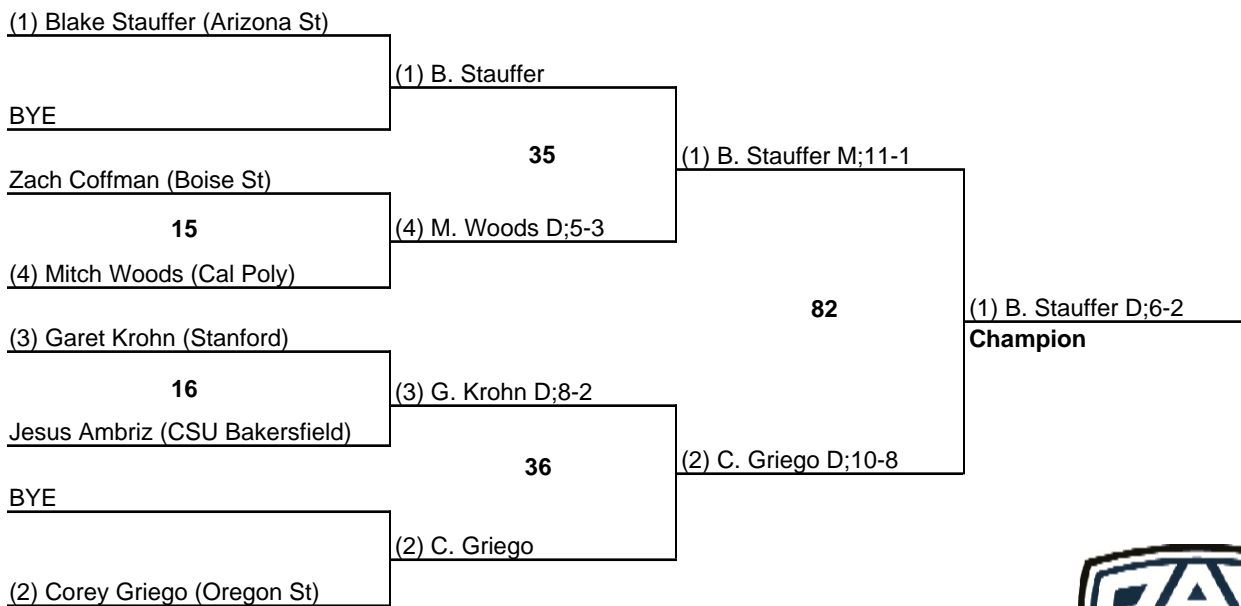 (1) Blake Stauffer (Arizona St)
(1) B. Stauffer
BYE
35
(1) B. Stauffer M;11-1
Zach Coffman (Boise St)
15
(4) M. Woods D;5-3
(4) Mitch Woods (Cal Poly)
82
(1) B. Stauffer D;6-2
Champion
(3) Garet Krohn (Stanford)
16
(3) G. Krohn D;8-2
Jesus Ambriz (CSU Bakersfield)
36
(2) C. Griego D;10-8
BYE
(2) C. Griego
(2) Corey Griego (Oregon St)